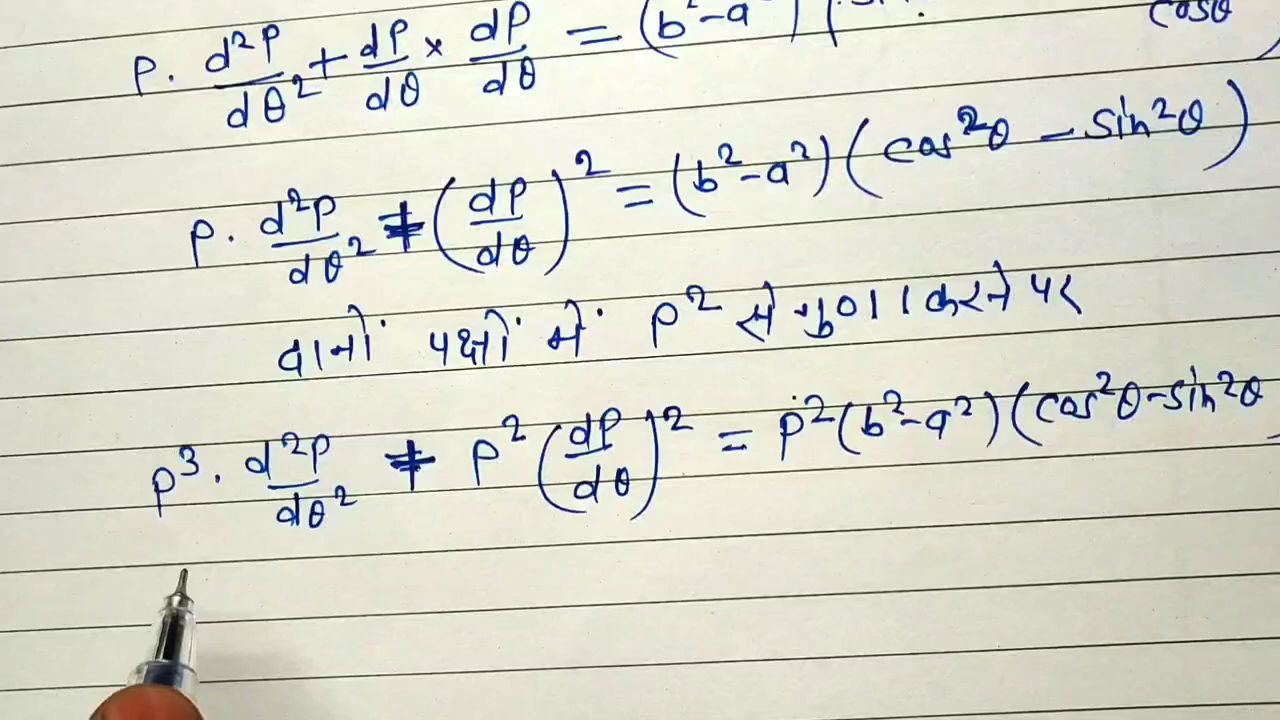 P. d²P/dθ² + dP/dθ × dP/dθ = (b²-a²) ( cosθ
P. d²P/dθ² + (dP/dθ)² = (b²-a²)(cos²θ - sin²θ)
दोनों पक्षों में P² से गुणा करने पर
P³. d²P/dθ² + P² (dP/dθ)² = P²(b²-a²)(cos²θ-sin²θ